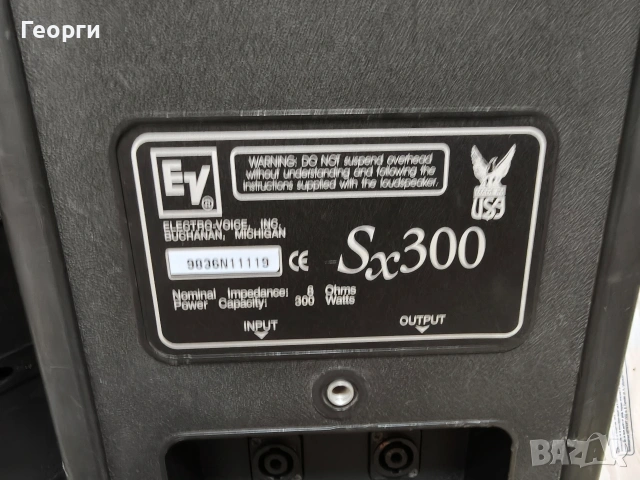 Георги
EV®
WARNING: DO NOT suspend overhead
without understanding and following the
instructions supplied with the loudspeaker.
USA
ELECTRO-VOICE, INC.
BUCHANAN, MICHIGAN
9836N11119 CE
Sx300
Nominal Impedance: 8 Ohms
Power Capacity: 300 Watts
INPUT
OUTPUT
BAZAR